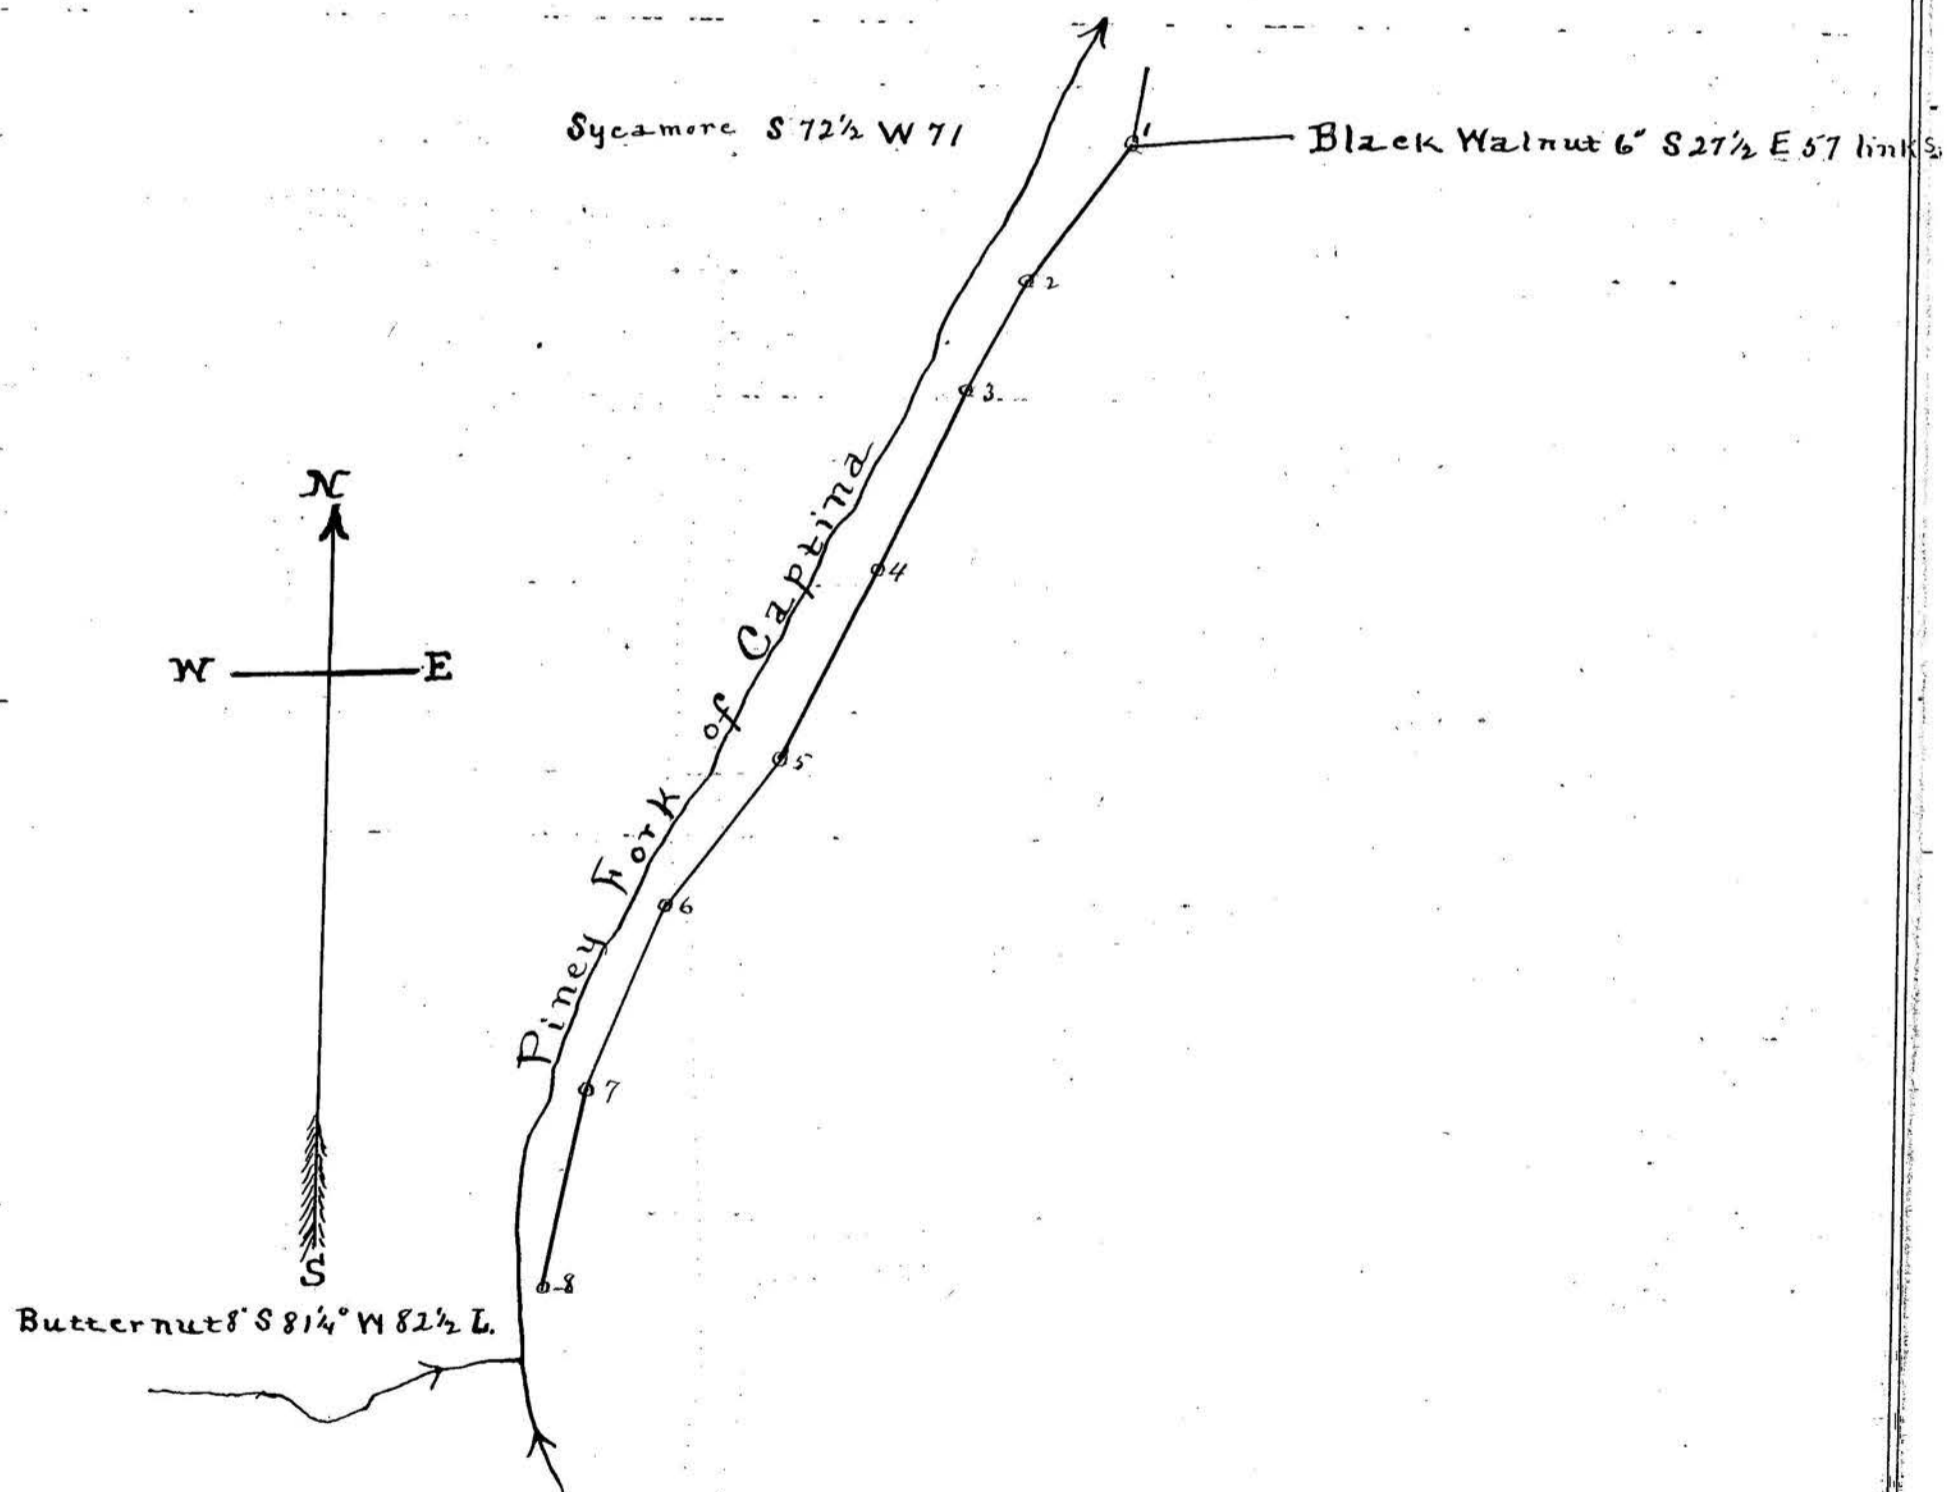 Sycamore S 72½ W 71
1
Black Walnut 6" S 27½ E 57 links
2
3
N
4
W
E
5
6
Piney Fork of Captina
7
8
S
Butternut 8" S 81¼° W 82½ L.